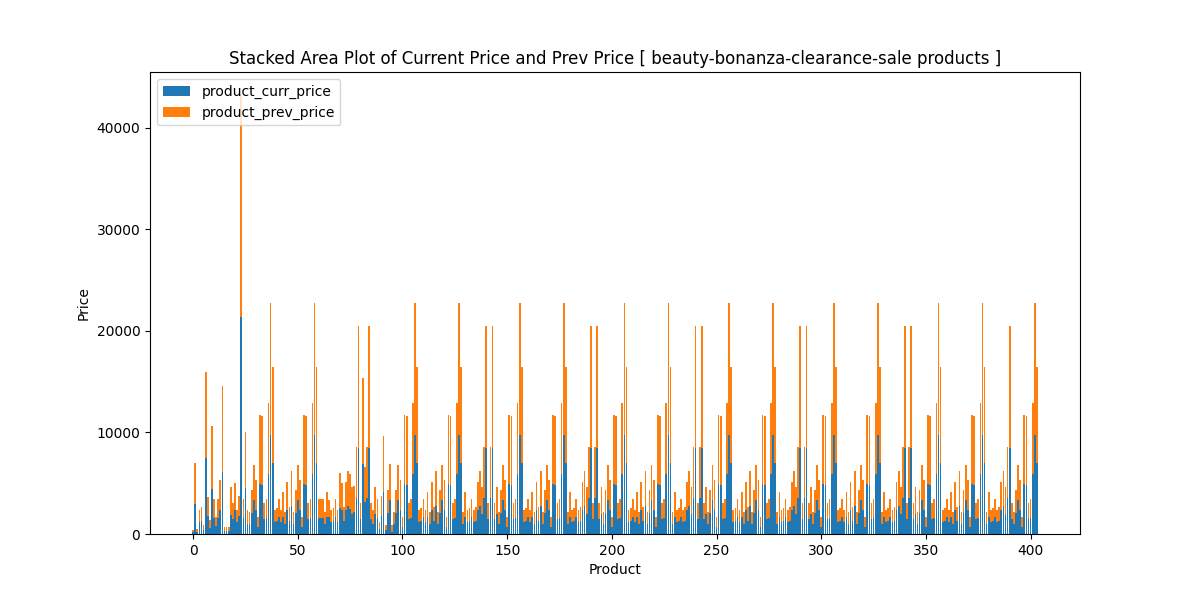 Stacked Area Plot of Current Price and Prev Price [ beauty-bonanza-clearance-sale products ]
product_curr_price
product_prev_price
40000
30000
20000
10000
0
Price
0 50 100 150 200 250 300 350 400
Product